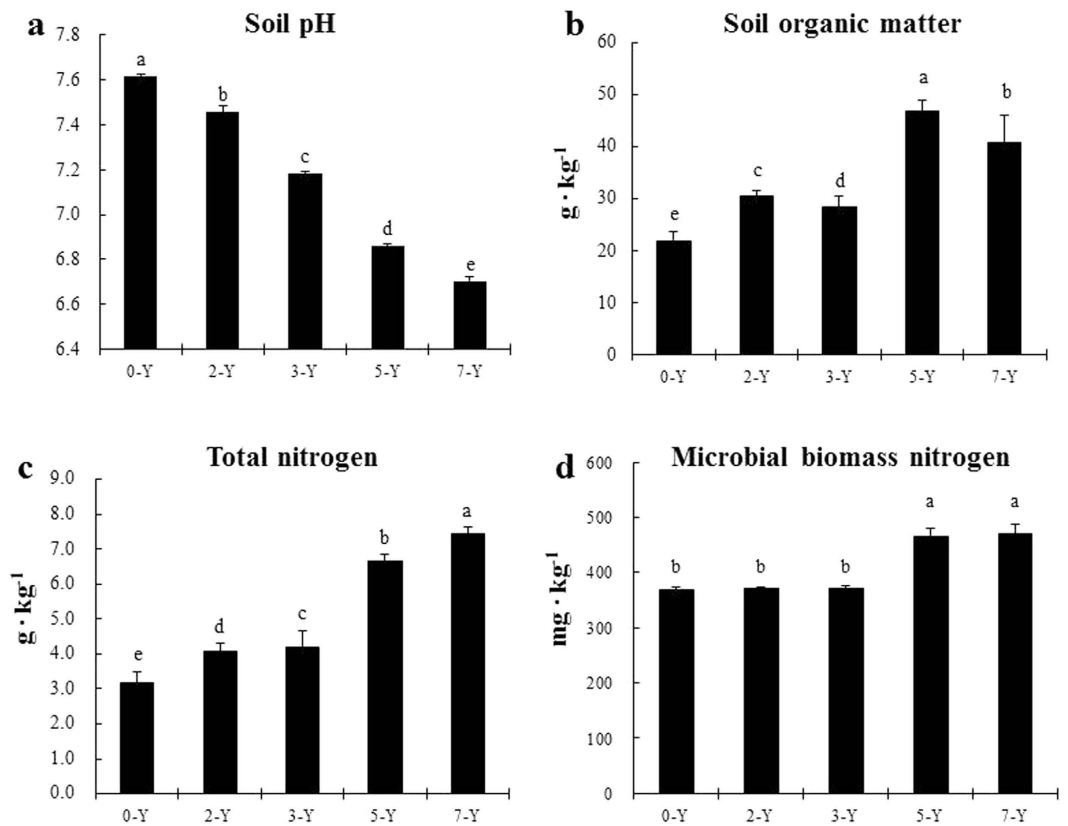 a
Soil pH
7.8
7.6
7.4
7.2
7.0
6.8
6.6
6.4
a
b
c
d
e
0-Y 2-Y 3-Y 5-Y 7-Y
b
Soil organic matter
g · kg-1
60
50
40
30
20
10
0
e
c
d
a
b
0-Y 2-Y 3-Y 5-Y 7-Y
c
Total nitrogen
g · kg-1
9.0
8.0
7.0
6.0
5.0
4.0
3.0
2.0
1.0
0.0
e
d
c
b
a
0-Y 2-Y 3-Y 5-Y 7-Y
d
Microbial biomass nitrogen
mg · kg-1
600
500
400
300
200
100
0
b b b a a
0-Y 2-Y 3-Y 5-Y 7-Y